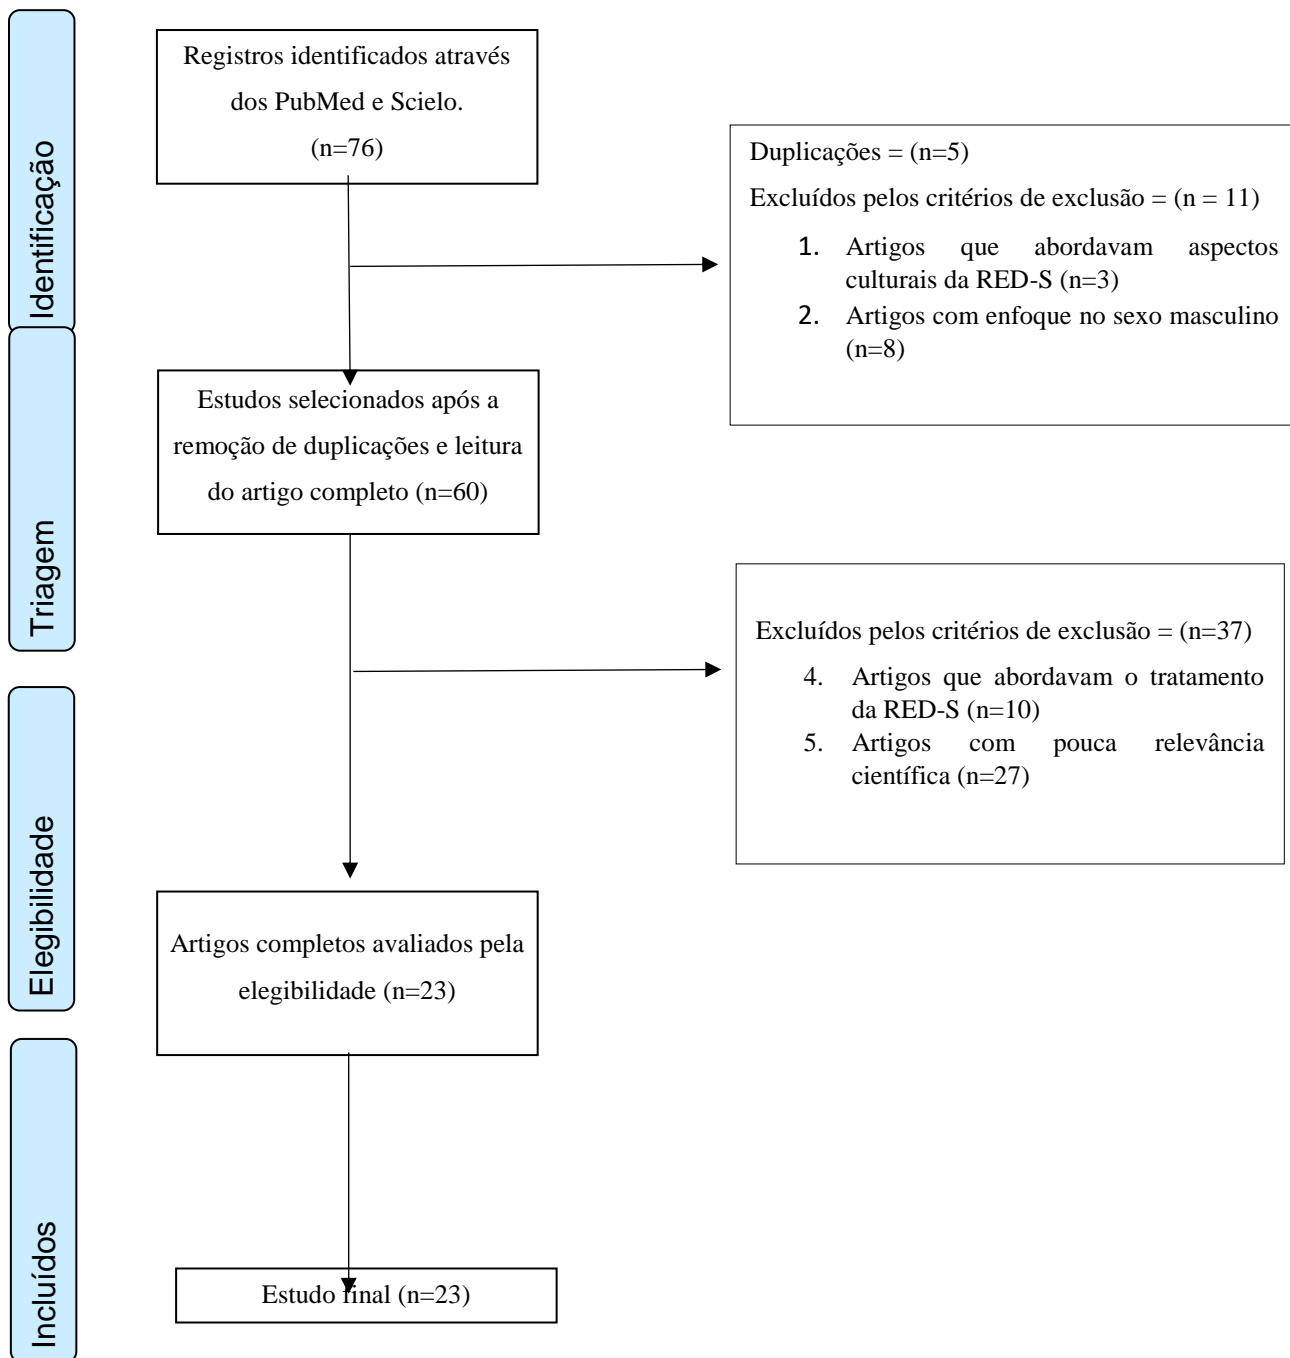 Identificação
Registros identificados através
dos PubMed e Scielo.
(n=76)
Duplicações = (n=5)
Excluídos pelos critérios de exclusão = (n = 11)
1. Artigos que abordavam aspectos
culturais da RED-S (n=3)
2. Artigos com enfoque no sexo masculino
(n=8)
Triagem
Estudos selecionados após a
remoção de duplicações e leitura
do artigo completo (n=60)
Excluídos pelos critérios de exclusão = (n=37)
4. Artigos que abordavam o tratamento
da RED-S (n=10)
5. Artigos com pouca relevância
científica (n=27)
Elegibilidade
Artigos completos avaliados pela
elegibilidade (n=23)
Incluídos
Estudo final (n=23)